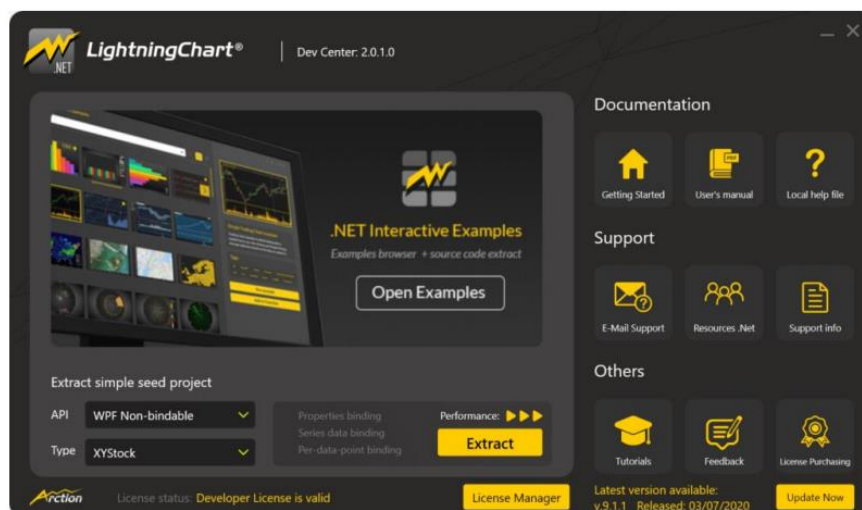 .NET
LightningChart®
Dev Center: 2.0.1.0
.NET Interactive Examples
Examples browser + source code extract
Open Examples
Extract simple seed project
API
WPF Non-bindable
Type
XYStock
Properties binding
Series data binding
Per-data-point binding
Performance:
Extract
Documentation
Getting Started
PDF
User's manual
Local help file
Support
E-Mail Support
Resources .Net
Support info
Others
Tutorials
Feedback
License Purchasing
Arction
License status: Developer License is valid
License Manager
Latest version available:
v.9.1.1 Released: 03/07/2020
Update Now